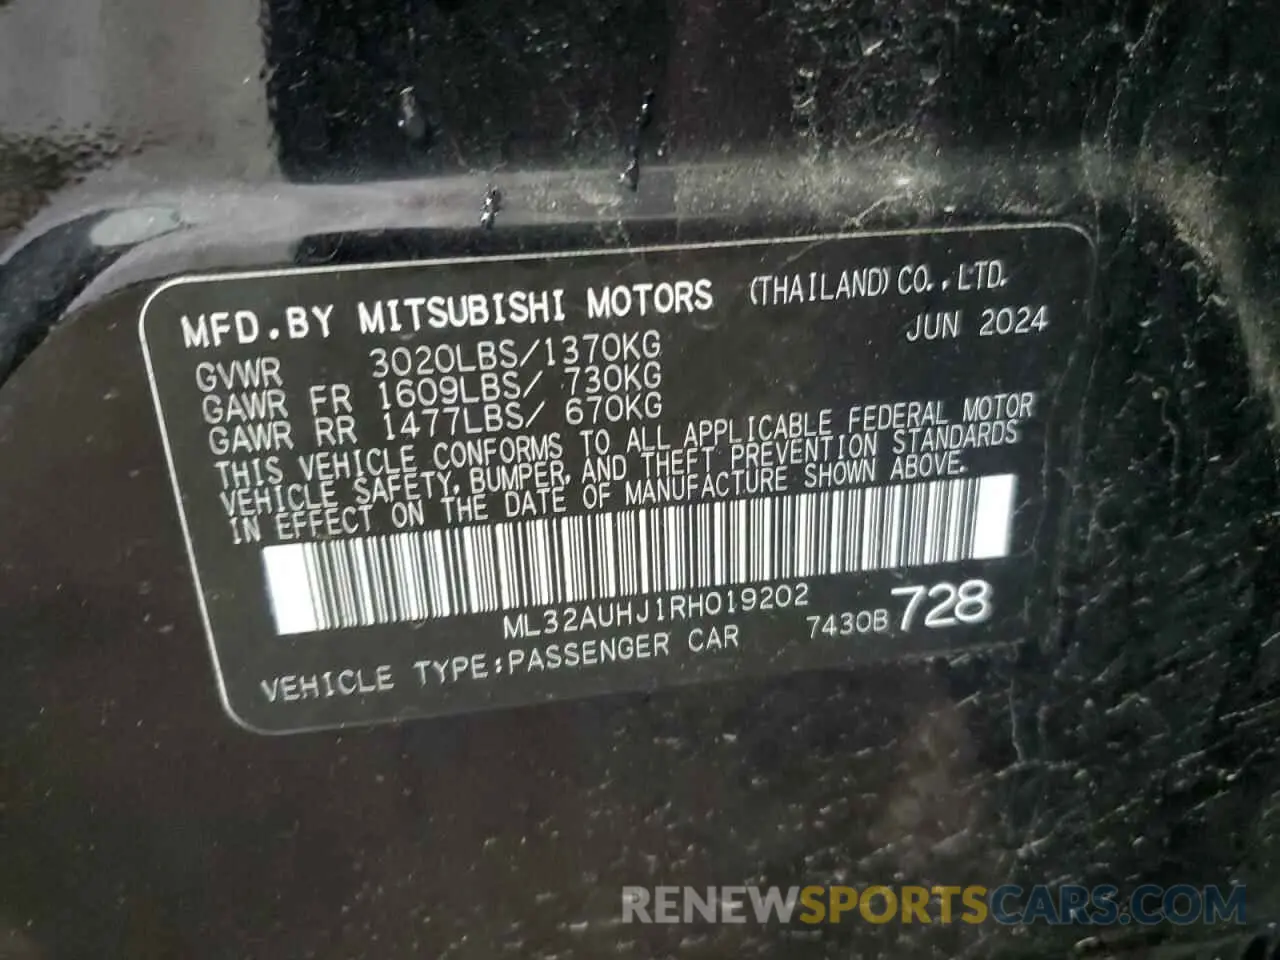 MFD.BY MITSUBISHI MOTORS (THAILAND) CO.,LTD.
JUN 2024
GVWR 3020LBS/1370KG
GAWR FR 1609LBS/ 730KG
GAWR RR 1477LBS/ 670KG
THIS VEHICLE CONFORMS TO ALL APPLICABLE FEDERAL MOTOR
VEHICLE SAFETY, BUMPER, AND THEFT PREVENTION STANDARDS
IN EFFECT ON THE DATE OF MANUFACTURE SHOWN ABOVE.
ML32AUHJ1RH019202
7430B 728
VEHICLE TYPE:PASSENGER CAR
RENEWSPORTSCARS.COM